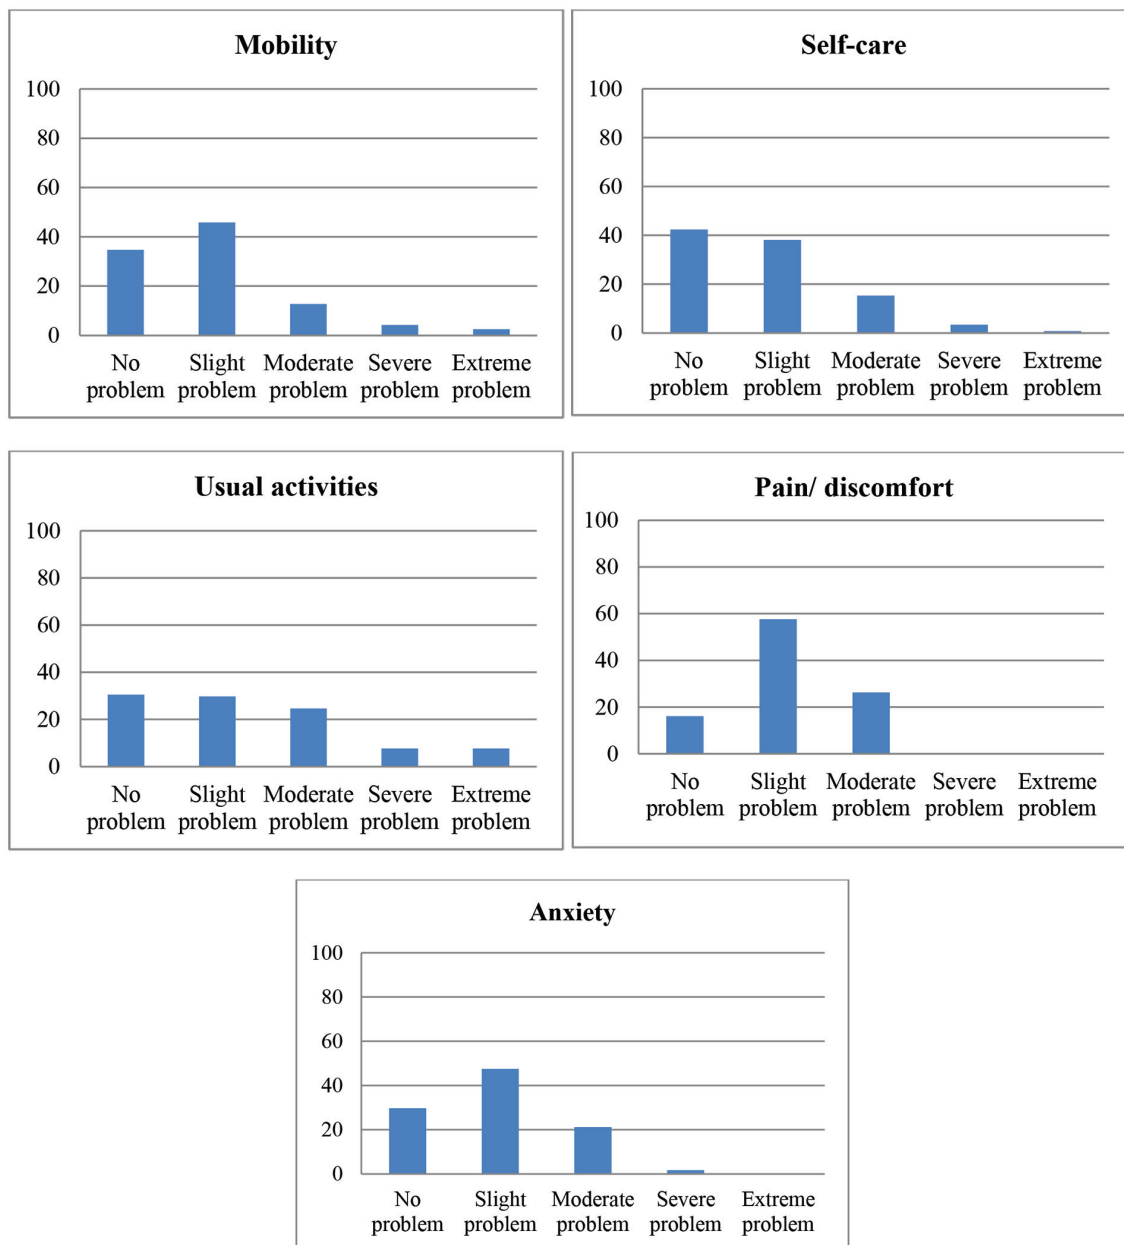 Mobility
100
80
60
40
20
0
No problem
Slight problem
Moderate problem
Severe problem
Extreme problem
Self-care
100
80
60
40
20
0
No problem
Slight problem
Moderate problem
Severe problem
Extreme problem
Usual activities
100
80
60
40
20
0
No problem
Slight problem
Moderate problem
Severe problem
Extreme problem
Pain/ discomfort
100
80
60
40
20
0
No problem
Slight problem
Moderate problem
Severe problem
Extreme problem
Anxiety
100
80
60
40
20
0
No problem
Slight problem
Moderate problem
Severe problem
Extreme problem